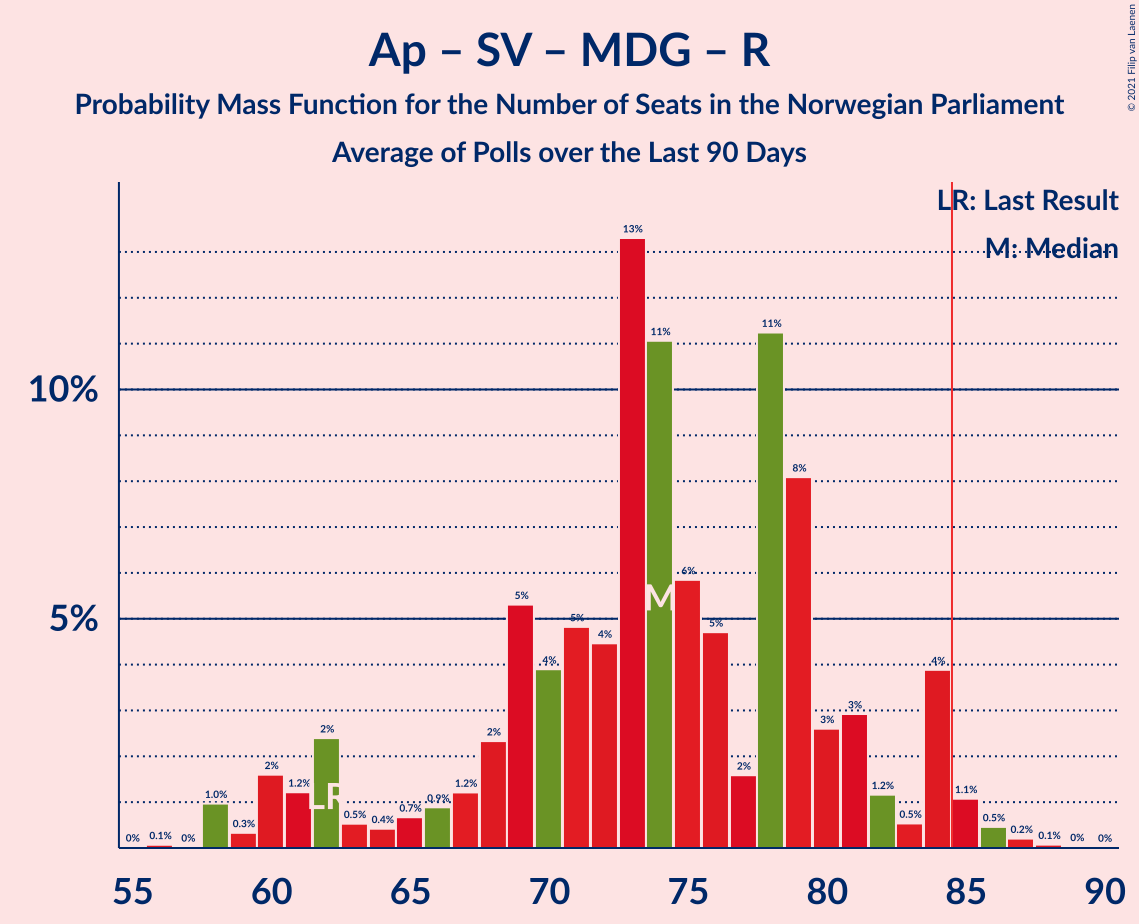 Ap – SV – MDG – R
Probability Mass Function for the Number of Seats in the Norwegian Parliament
Average of Polls over the Last 90 Days
© 2021 Filip van Laenen
LR: Last Result
M: Median
10%
5%
0% 0.1% 0% 1.0% 0.3% 2% 1.2% 2% 0.5% 0.4% 0.7% 0.9% 1.2% 2% 5% 4% 5% 4% 13% 11% 6% 5% 2% 11% 8% 3% 3% 1.2% 0.5% 4% 1.1% 0.5% 0.2% 0.1% 0% 0%
LR
M
55 60 65 70 75 80 85 90